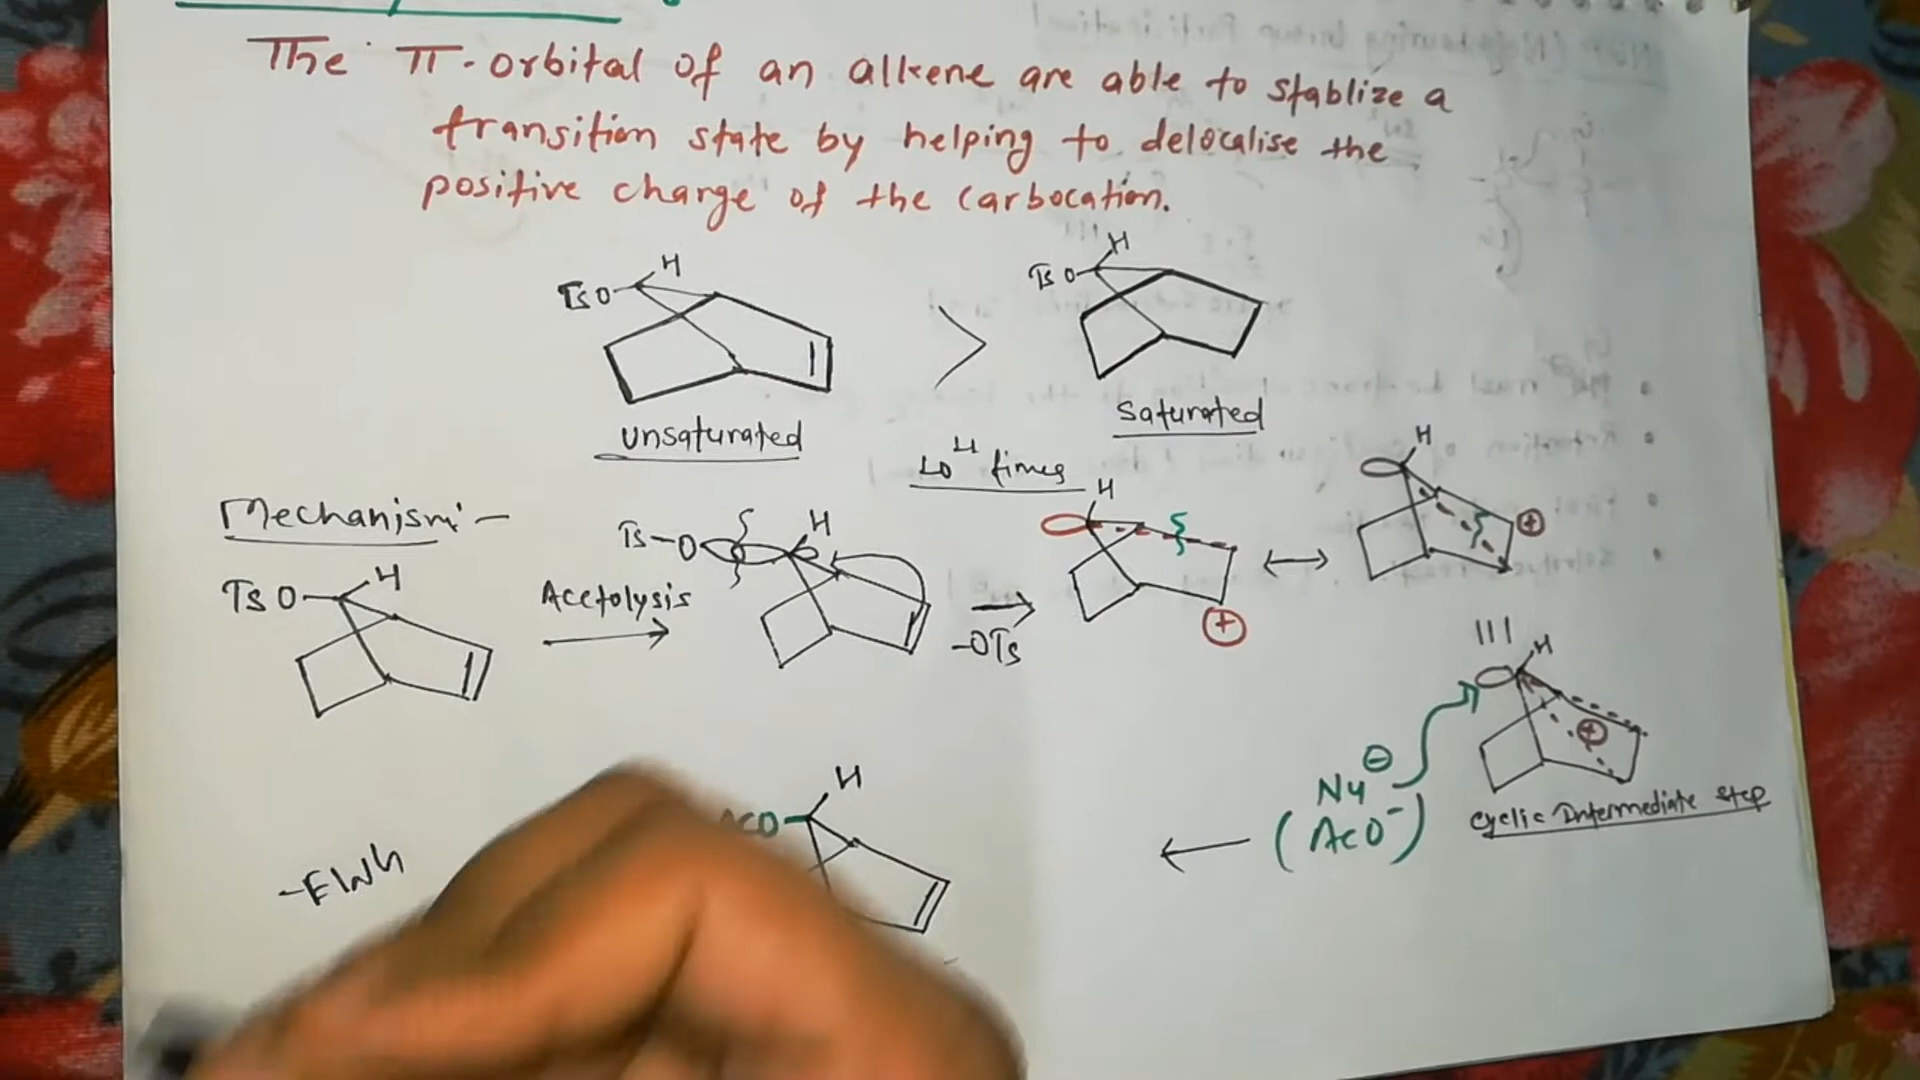 The π-orbital of an alkene are able to stablize a
transition state by helping to delocalise the
positive charge of the carbocation.
TsO H
TsO H
>
Unsaturated
Saturated
10⁴ times
Mechanism:-
TsO H
Acetolysis
Ts-O H
-OTs
H
+
H
+
H
+
Cyclic Intermediate Step
Nu⊖
(AcO⁻)
AcO H